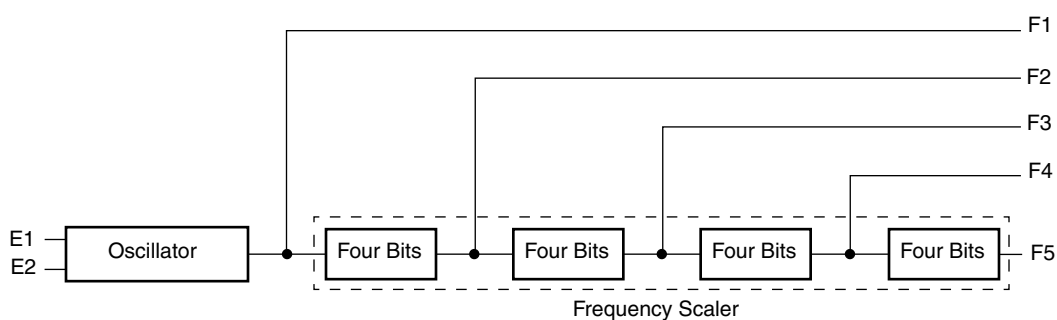 F1
F2
F3
F4
E1
E2
Oscillator
Four Bits
Four Bits
Four Bits
Four Bits
F5
Frequency Scaler